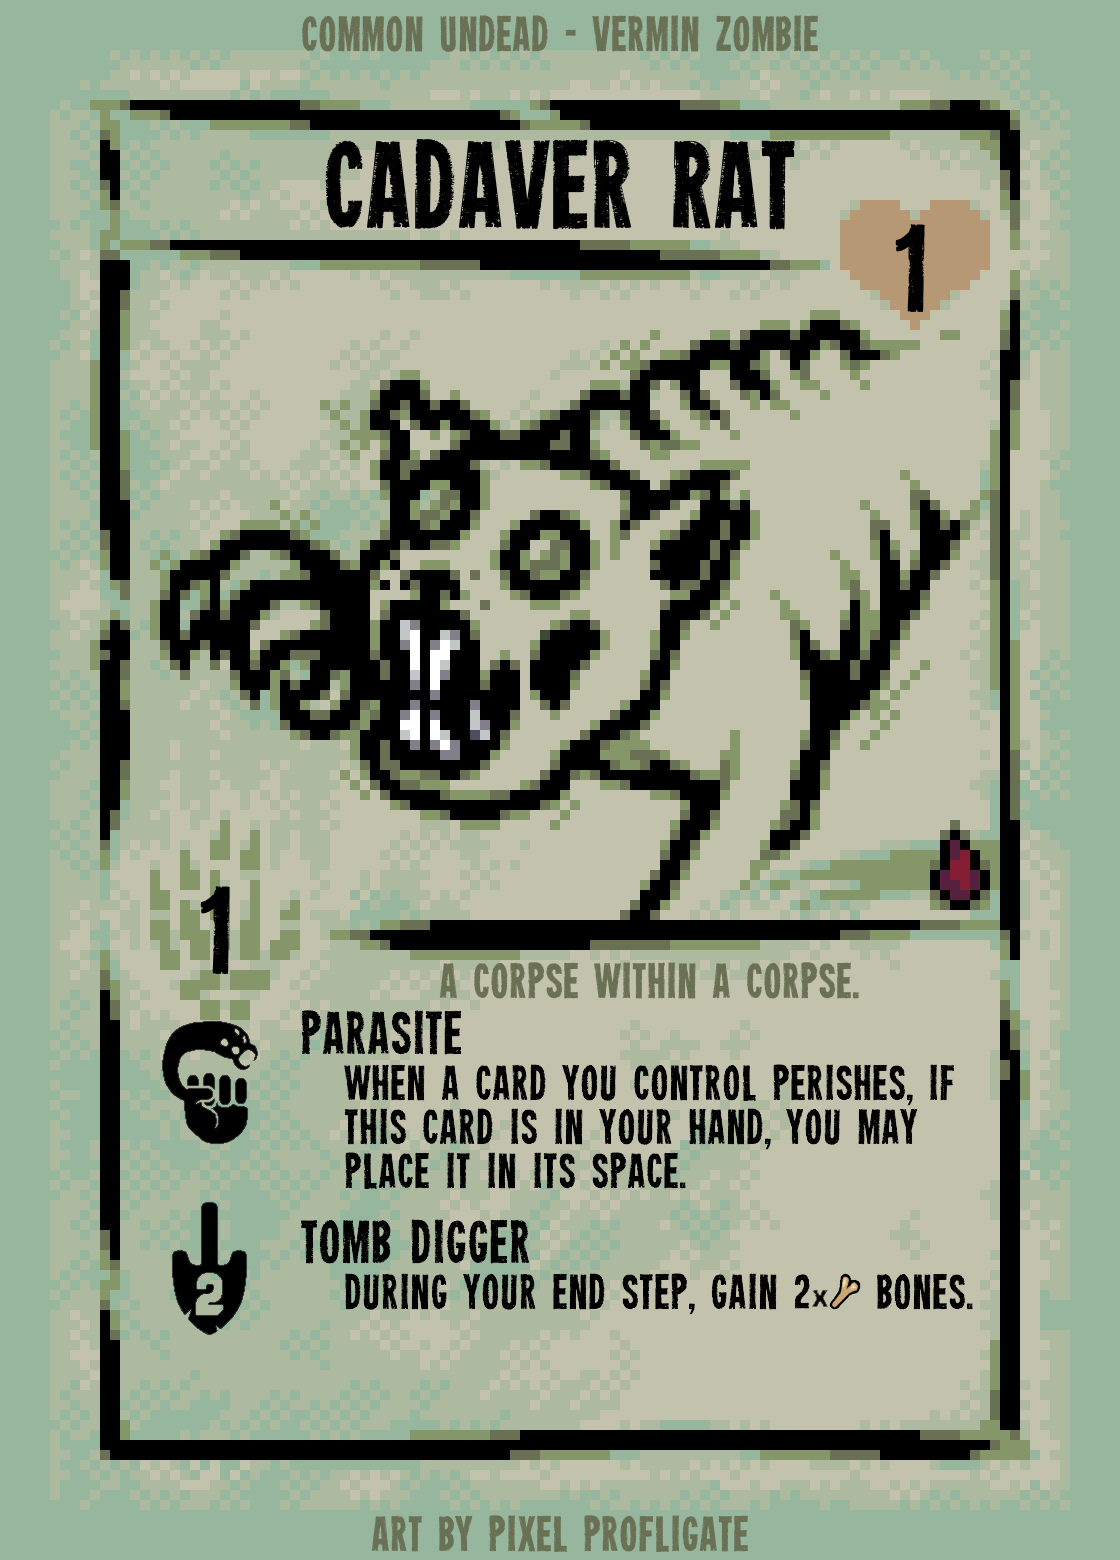 COMMON UNDEAD - VERMIN ZOMBIE
CADAVER RAT
1
1
A CORPSE WITHIN A CORPSE.
PARASITE
WHEN A CARD YOU CONTROL PERISHES, IF
THIS CARD IS IN YOUR HAND, YOU MAY
PLACE IT IN ITS SPACE.
2
TOMB DIGGER
DURING YOUR END STEP, GAIN 2x BONES.
ART BY PIXEL PROFLIGATE